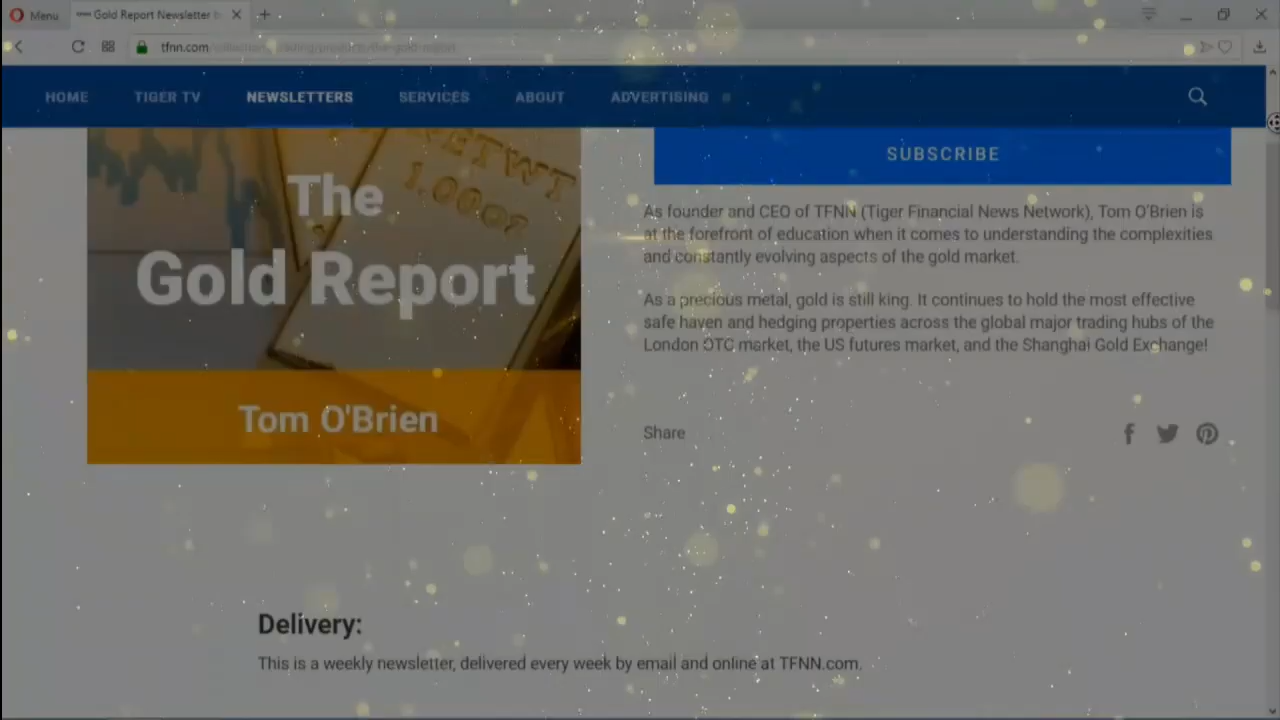 Menu
Gold Report Newsletter b
tfnn.com
HOME
TIGER TV
NEWSLETTERS
SERVICES
ABOUT
ADVERTISING
SUBSCRIBE
The
Gold Report
Tom O'Brien
As founder and CEO of TFNN (Tiger Financial News Network), Tom O'Brien is
at the forefront of education when it comes to understanding the complexities
and constantly evolving aspects of the gold market.
As a precious metal, gold is still king. It continues to hold the most effective
safe haven and hedging properties across the global major trading hubs of the
London OTC market, the US futures market, and the Shanghai Gold Exchange!
Share
Delivery:
This is a weekly newsletter, delivered every week by email and online at TFNN.com.